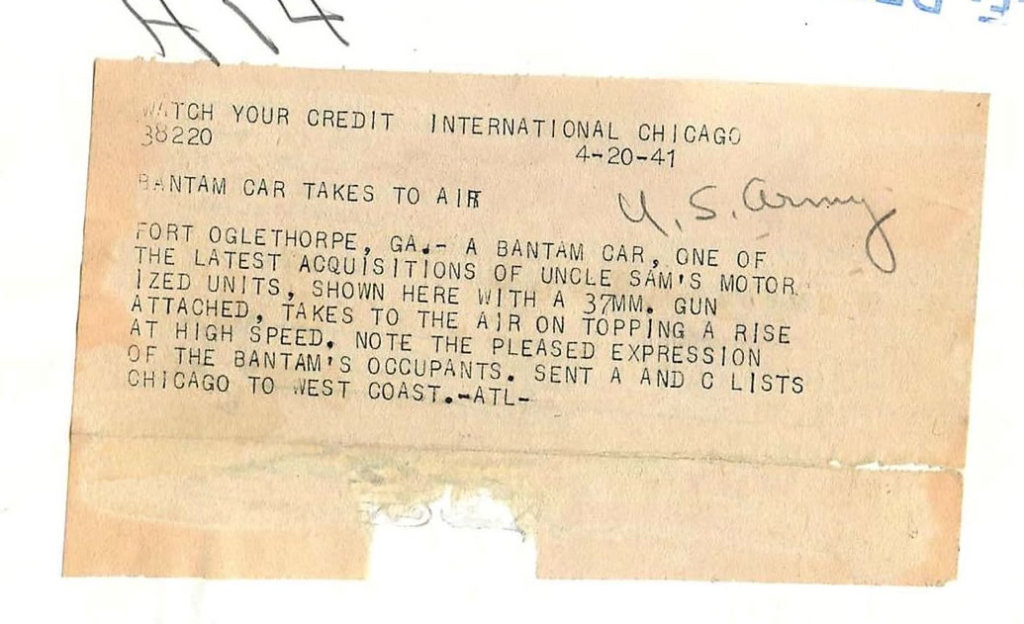 A14
WATCH YOUR CREDIT INTERNATIONAL CHICAGO
38220 4-20-41
BANTAM CAR TAKES TO AIR
U.S. Army
FORT OGLETHORPE, GA.- A BANTAM CAR, ONE OF
THE LATEST ACQUISITIONS OF UNCLE SAM'S MOTOR
IZED UNITS, SHOWN HERE WITH A 37MM. GUN
ATTACHED, TAKES TO THE AIR ON TOPPING A RISE
AT HIGH SPEED. NOTE THE PLEASED EXPRESSION
OF THE BANTAM'S OCCUPANTS. SENT A AND C LISTS
CHICAGO TO WEST COAST.-ATL-